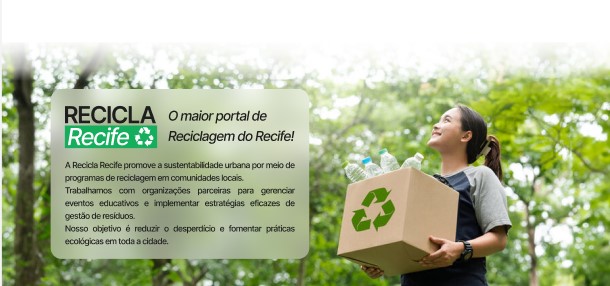 RECICLA
Recife
O maior portal de
Reciclagem do Recife!
A Recicla Recife promove a sustentabilidade urbana por meio de
programas de reciclagem em comunidades locais.
Trabalhamos com organizações parceiras para gerenciar
eventos educativos e implementar estratégias eficazes de
gestão de resíduos.
Nosso objetivo é reduzir o desperdício e fomentar práticas
ecológicas em toda a cidade.